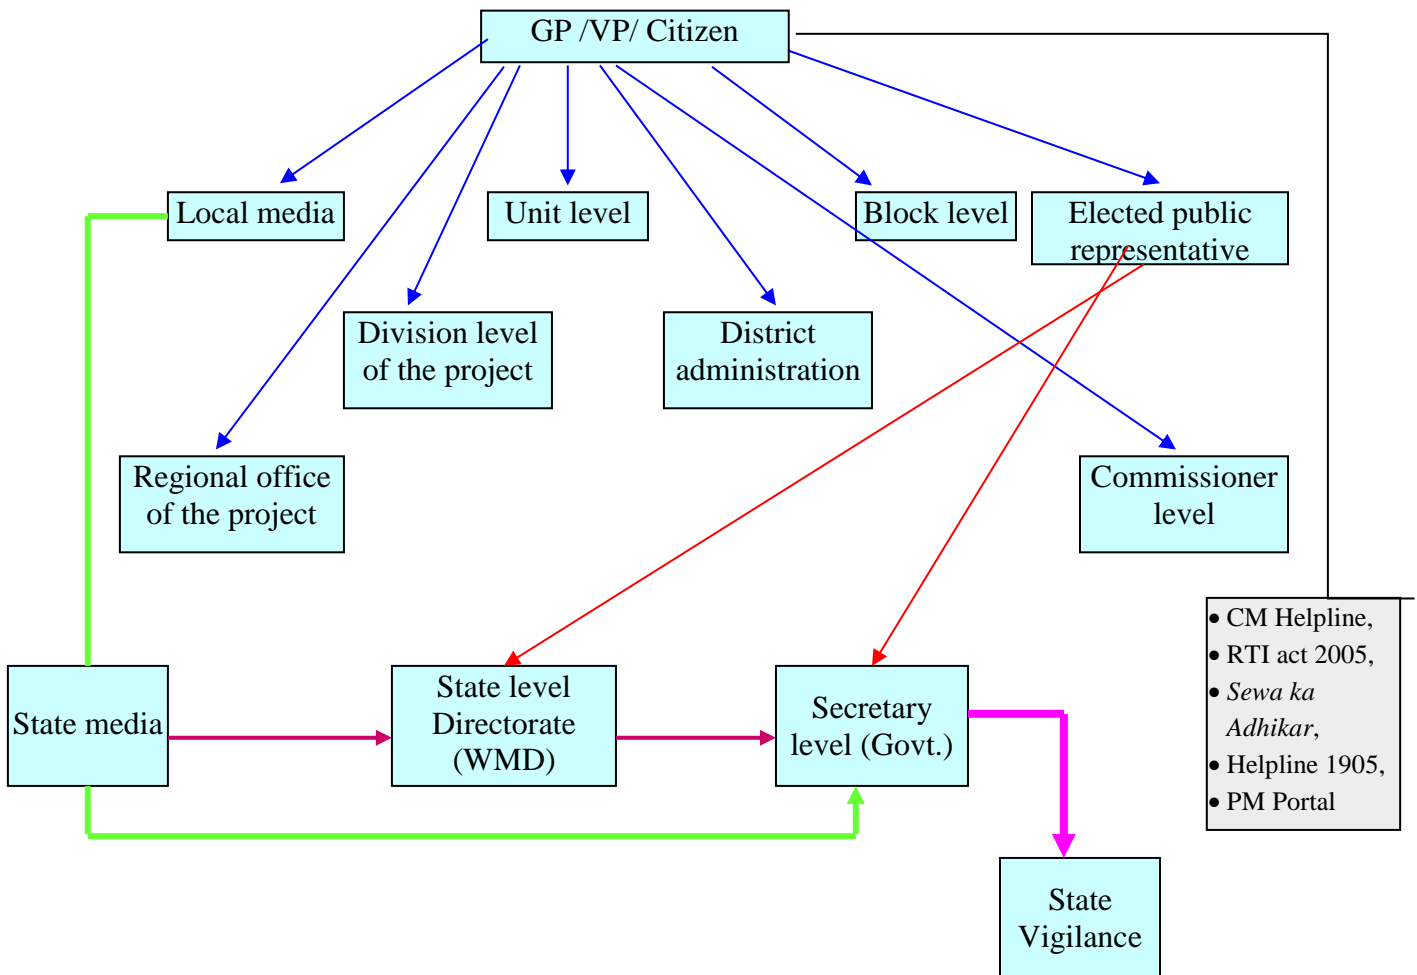 GP /VP/ Citizen
Local media
Unit level
Block level
Elected public
representative
Division level
of the project
District
administration
Regional office
of the project
Commissioner
level
• CM Helpline,
• RTI act 2005,
• Sewa ka
Adhikar,
• Helpline 1905,
• PM Portal
State media
State level
Directorate
(WMD)
Secretary
level (Govt.)
State
Vigilance